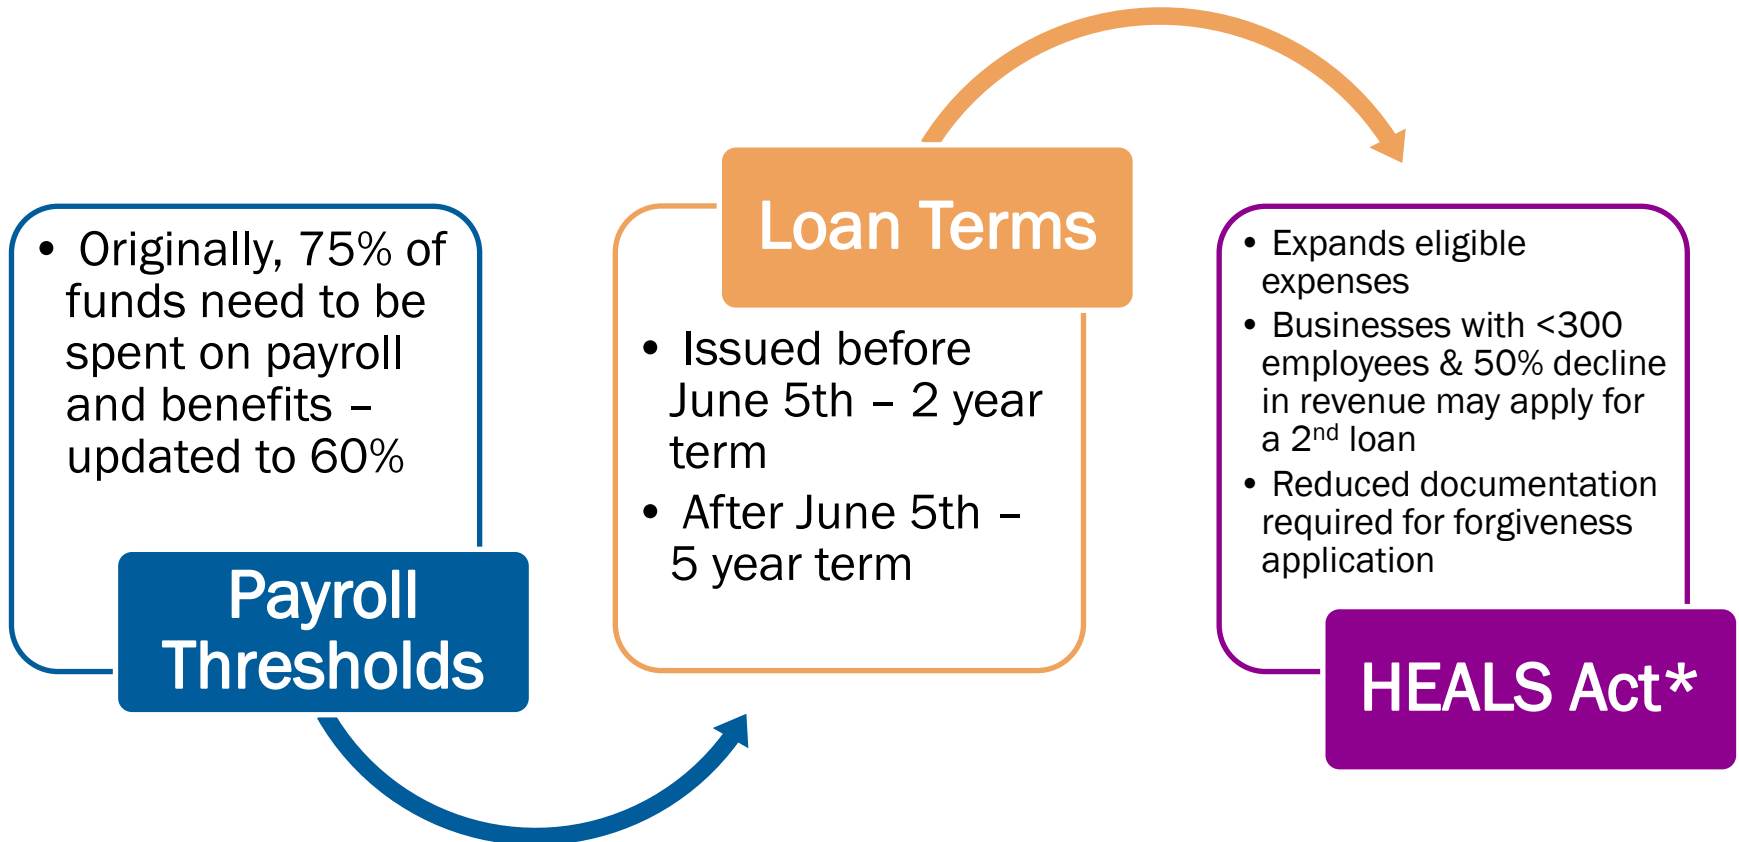 • Originally, 75% of
funds need to be
spent on payroll
and benefits –
updated to 60%
Payroll
Thresholds
Loan Terms
• Issued before
June 5th – 2 year
term
• After June 5th –
5 year term
• Expands eligible
expenses
• Businesses with <300
employees & 50% decline
in revenue may apply for
a 2nd loan
• Reduced documentation
required for forgiveness
application
HEALS Act*